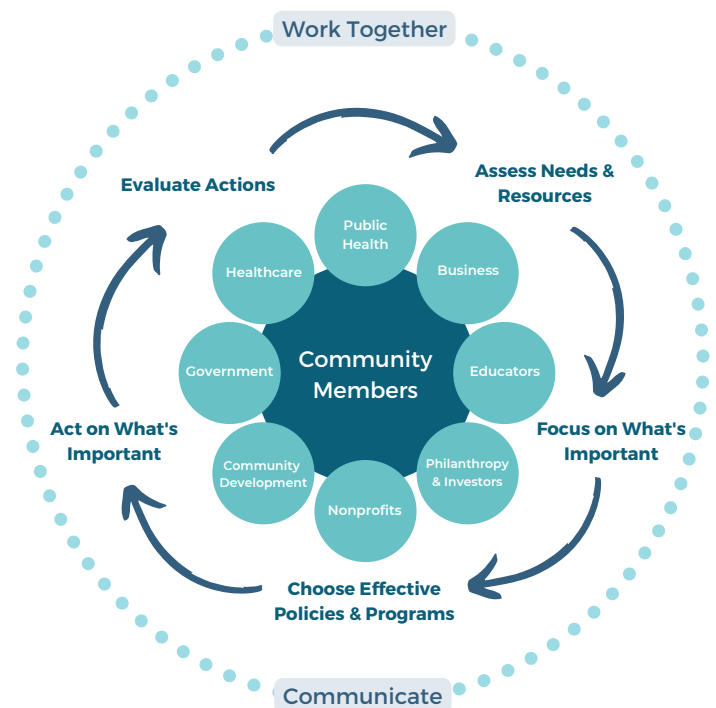 Work Together
Evaluate Actions
Assess Needs &
Resources
Public
Health
Healthcare
Business
Community
Members
Government
Educators
Act on What's
Important
Focus on What's
Important
Community
Development
Philanthropy
& Investors
Nonprofits
Choose Effective
Policies & Programs
Communicate